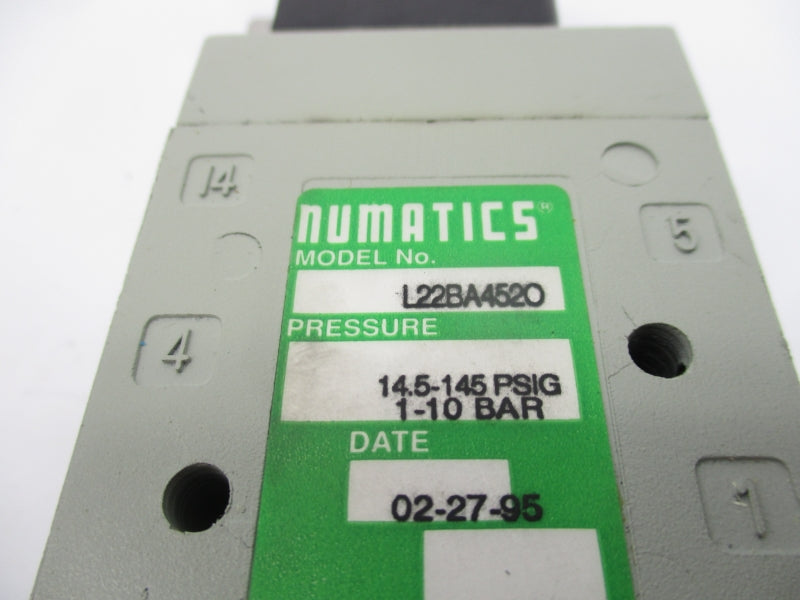 14
NUMATICS®
15
MODEL No.
L22BA452O
PRESSURE
4
14.5-145 PSIG
1-10 BAR
DATE
02-27-95
1